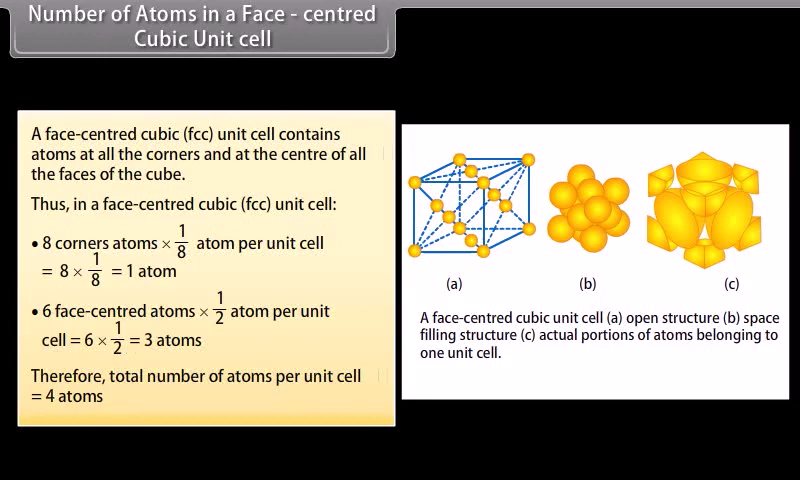 Number of Atoms in a Face - centred
Cubic Unit cell
A face-centred cubic (fcc) unit cell contains
atoms at all the corners and at the centre of all
the faces of the cube.
Thus, in a face-centred cubic (fcc) unit cell:
• 8 corners atoms × 1/8 atom per unit cell
= 8 × 1/8 = 1 atom
• 6 face-centred atoms × 1/2 atom per unit
cell = 6 × 1/2 = 3 atoms
Therefore, total number of atoms per unit cell
= 4 atoms
(a) (b) (c)
A face-centred cubic unit cell (a) open structure (b) space
filling structure (c) actual portions of atoms belonging to
one unit cell.